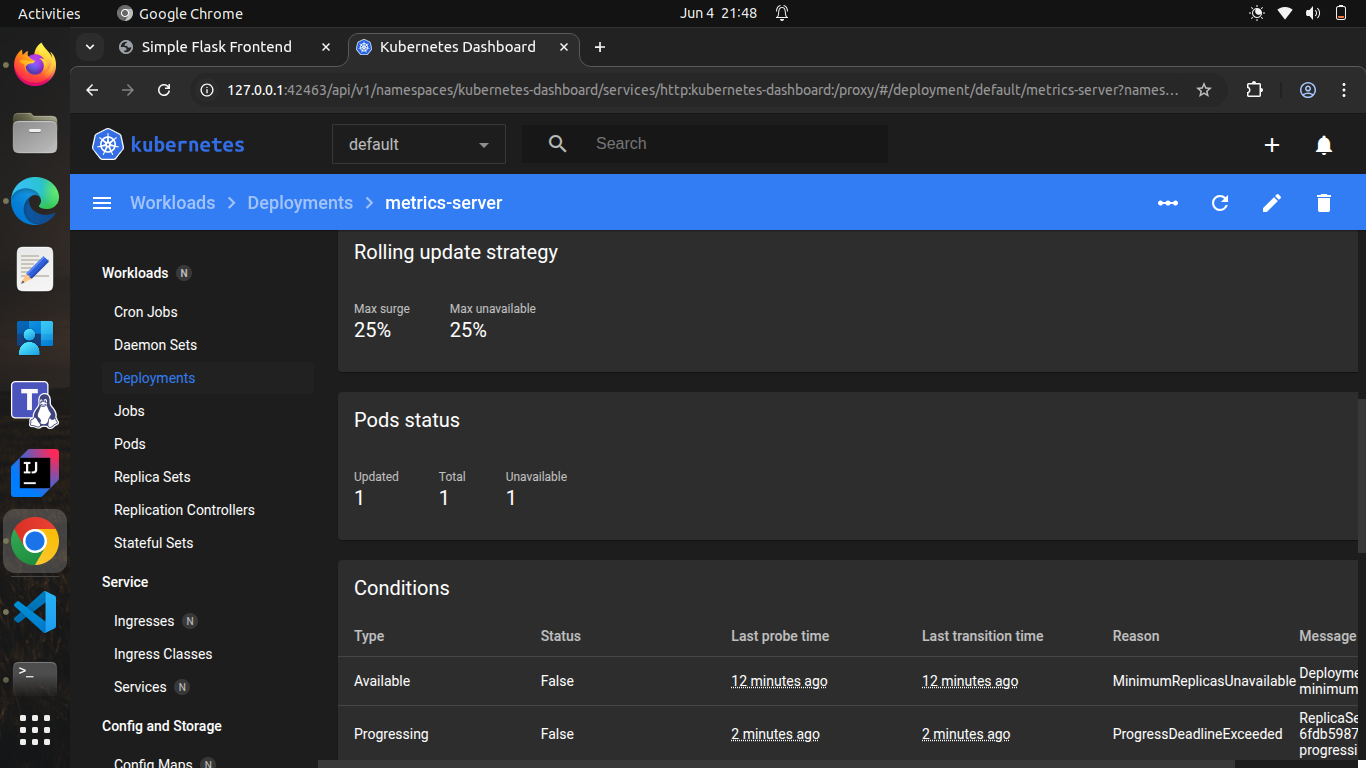 Activities
Google Chrome
Jun 4 21:48
Simple Flask Frontend
Kubernetes Dashboard
127.0.0.1:42463/api/v1/namespaces/kubernetes-dashboard/services/http:kubernetes-dashboard:/proxy/#/deployment/default/metrics-server?names...
kubernetes
default
Search
Workloads
Deployments
metrics-server
Workloads N
Cron Jobs
Daemon Sets
Deployments
Jobs
Pods
Replica Sets
Replication Controllers
Stateful Sets
Service
Ingresses N
Ingress Classes
Services N
Config and Storage
Config Maps N
Rolling update strategy
Max surge Max unavailable
25% 25%
Pods status
Updated Total Unavailable
1 1 1
Conditions
Type Status Last probe time Last transition time Reason Message
Available False 12 minutes ago 12 minutes ago MinimumReplicasUnavailable Deployme
minimum
Progressing False 2 minutes ago 2 minutes ago ProgressDeadlineExceeded ReplicaSe
6fdb5987
progressi
T
IJ
>_